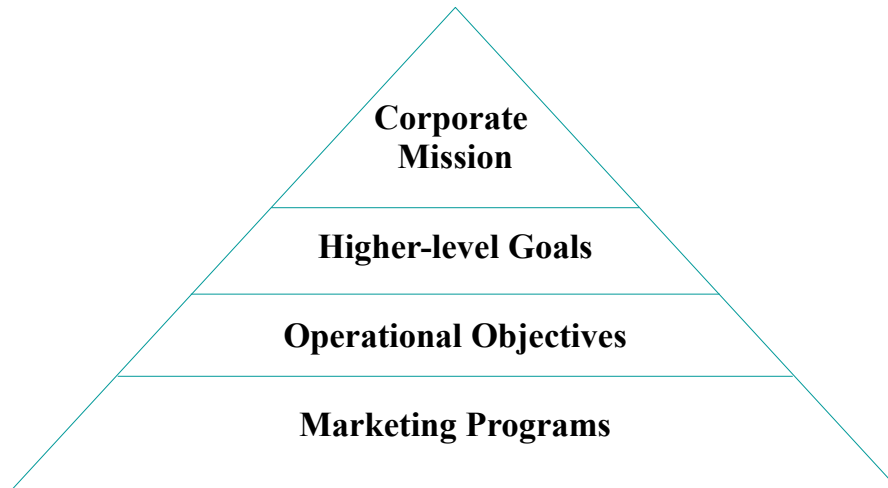 Corporate
Mission
Higher-level Goals
Operational Objectives
Marketing Programs